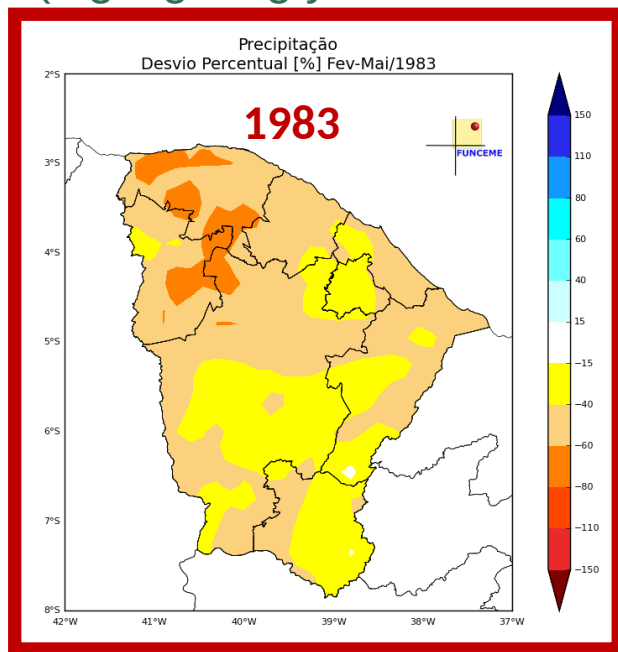 Precipitação
Desvio Percentual [%] Fev-Mai/1983
1983
FUNCEME
2°S
3°S
4°S
5°S
6°S
7°S
8°S
42°W
41°W
40°W
39°W
38°W
37°W
150
110
80
60
40
15
−15
−40
−60
−80
−110
−150